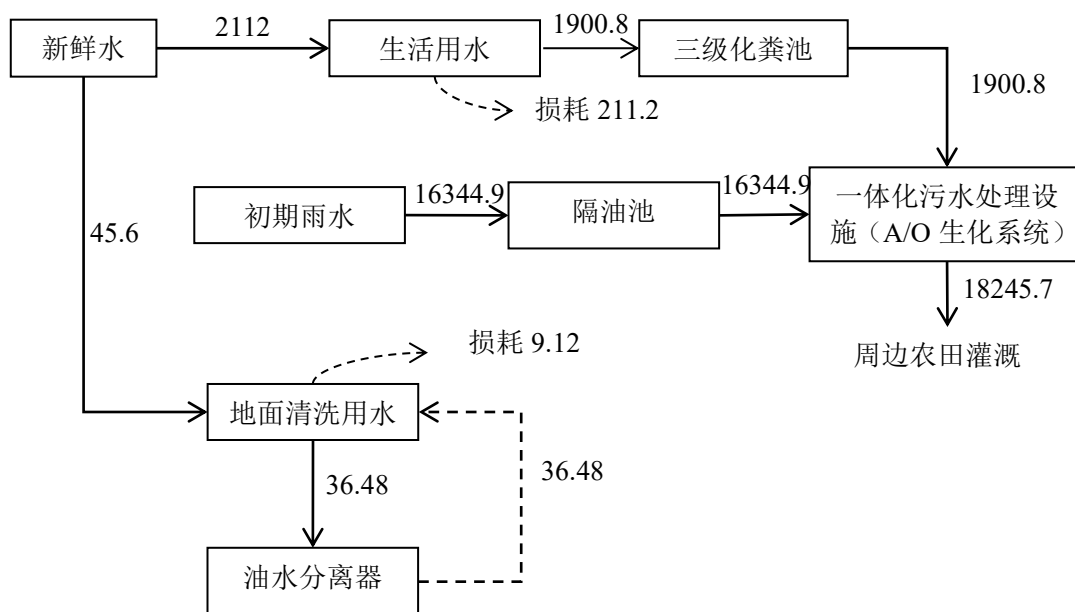 新鲜水
2112
生活用水
1900.8
三级化粪池
1900.8
损耗 211.2
初期雨水
16344.9
隔油池
16344.9
一体化污水处理设
施（A/O 生化系统）
45.6
18245.7
周边农田灌溉
损耗 9.12
地面清洗用水
36.48
36.48
油水分离器